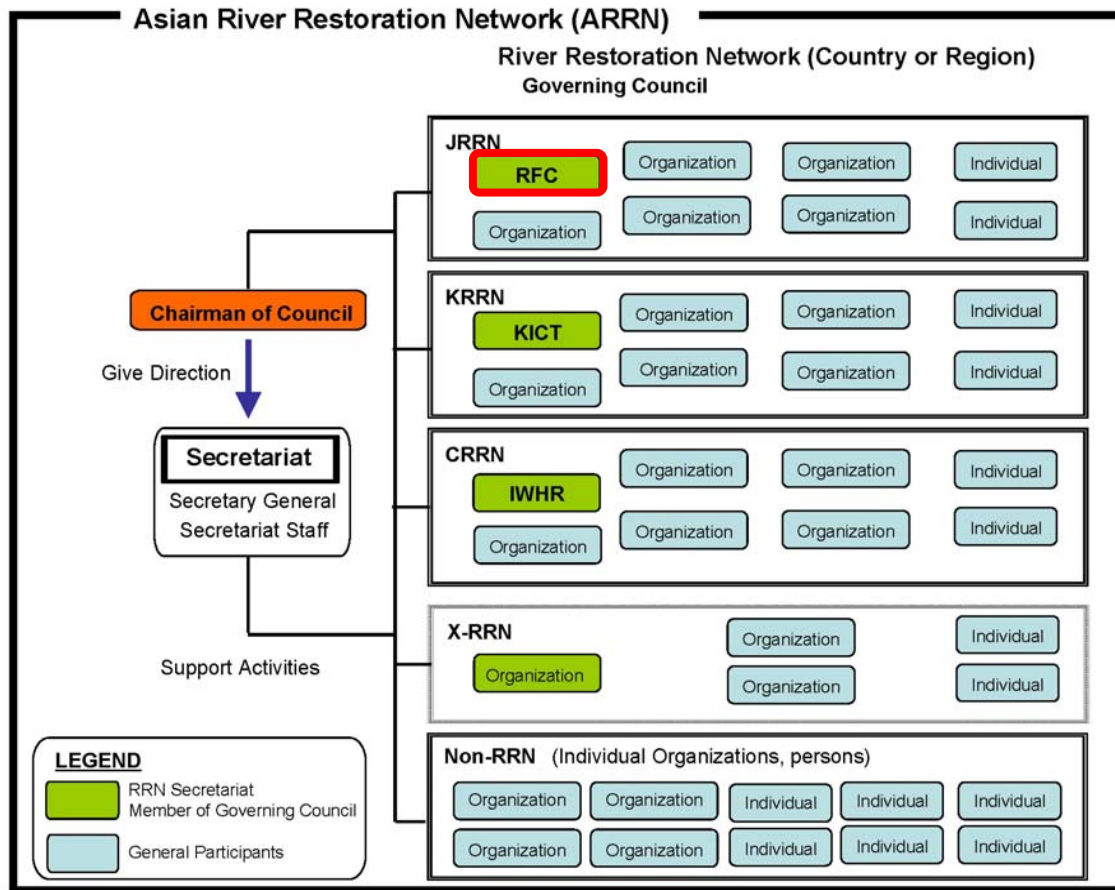 Asian River Restoration Network (ARRN)
River Restoration Network (Country or Region)
Governing Council
JRRN
RFC
Organization
Organization
Individual
Organization
Organization
Organization
Individual
Chairman of Council
Give Direction
Secretariat
Secretary General
Secretariat Staff
Support Activities
KRRN
KICT
Organization
Organization
Individual
Organization
Organization
Organization
Individual
CRRN
IWHR
Organization
Organization
Individual
Organization
Organization
Organization
Individual
X-RRN
Organization
Organization
Individual
Organization
Individual
Non-RRN (Individual Organizations, persons)
Organization
Organization
Individual
Individual
Individual
Organization
Organization
Individual
Individual
Individual
LEGEND
RRN Secretariat
Member of Governing Council
General Participants